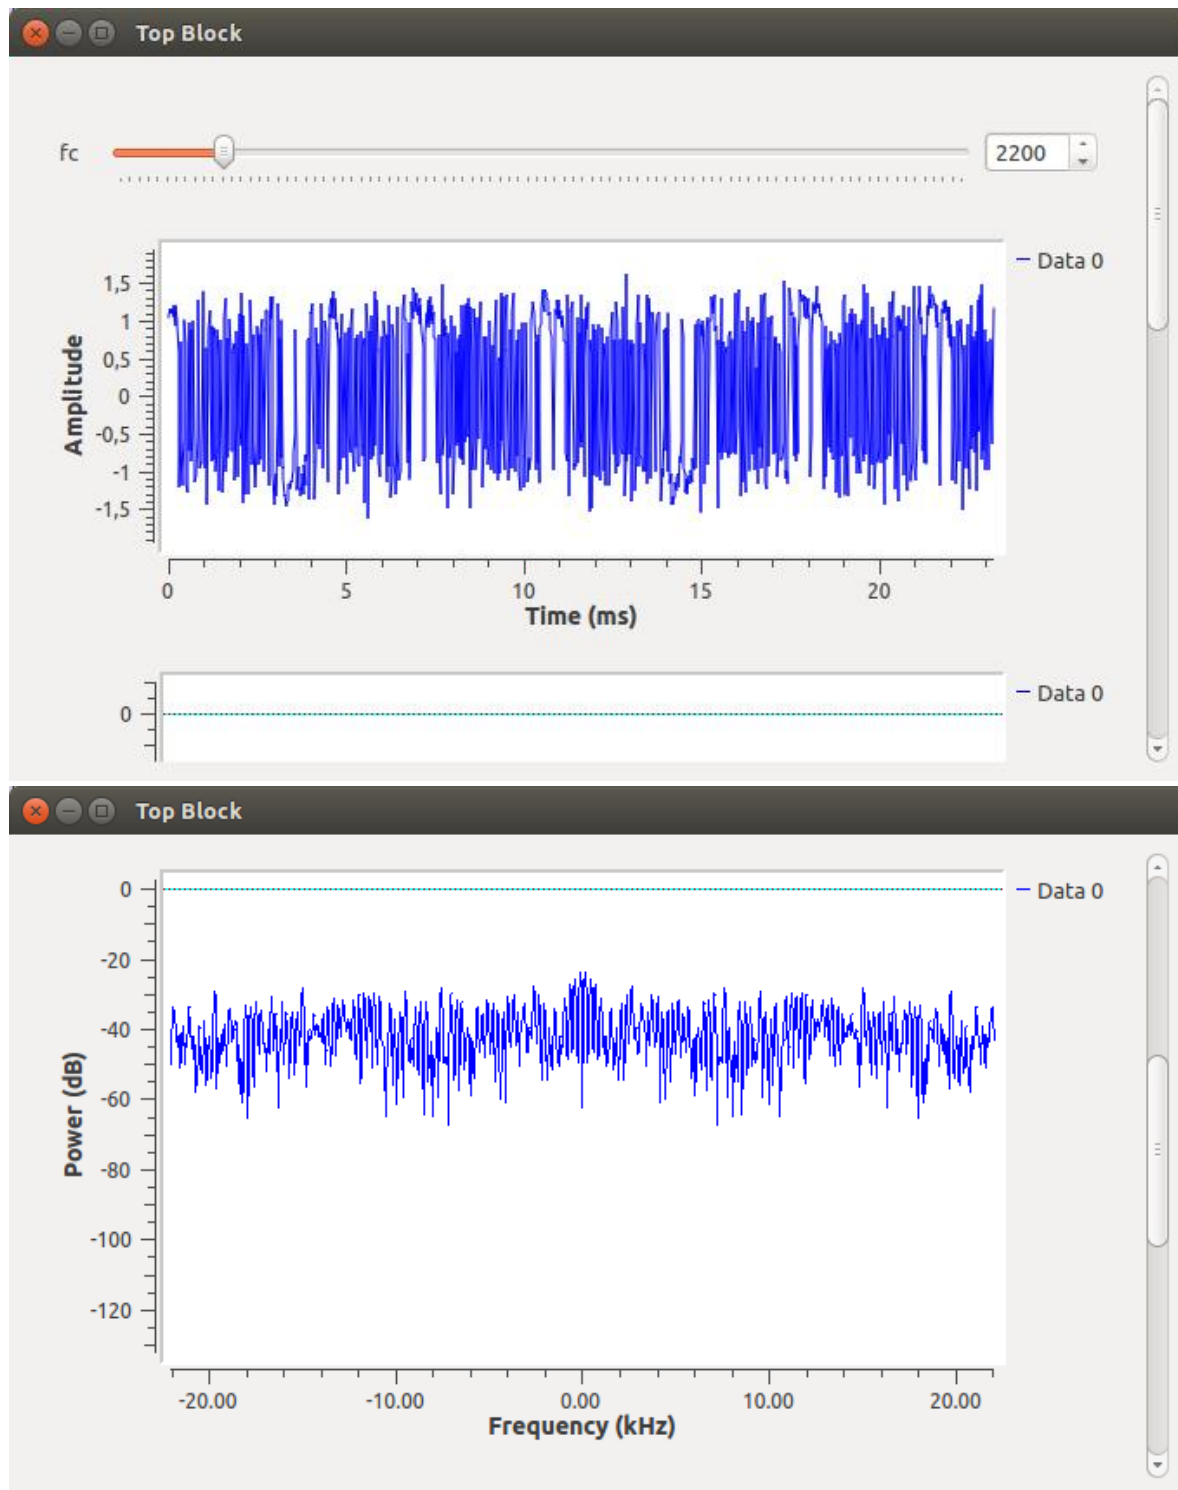 Top Block
fc
2200
Data 0
1,5
1
0,5
0
-0,5
-1
-1,5
Amplitude
0 5 10 15 20
Time (ms)
0
Data 0
Top Block
Data 0
0
-20
-40
-60
-80
-100
-120
Power (dB)
-20.00 -10.00 0.00 10.00 20.00
Frequency (kHz)